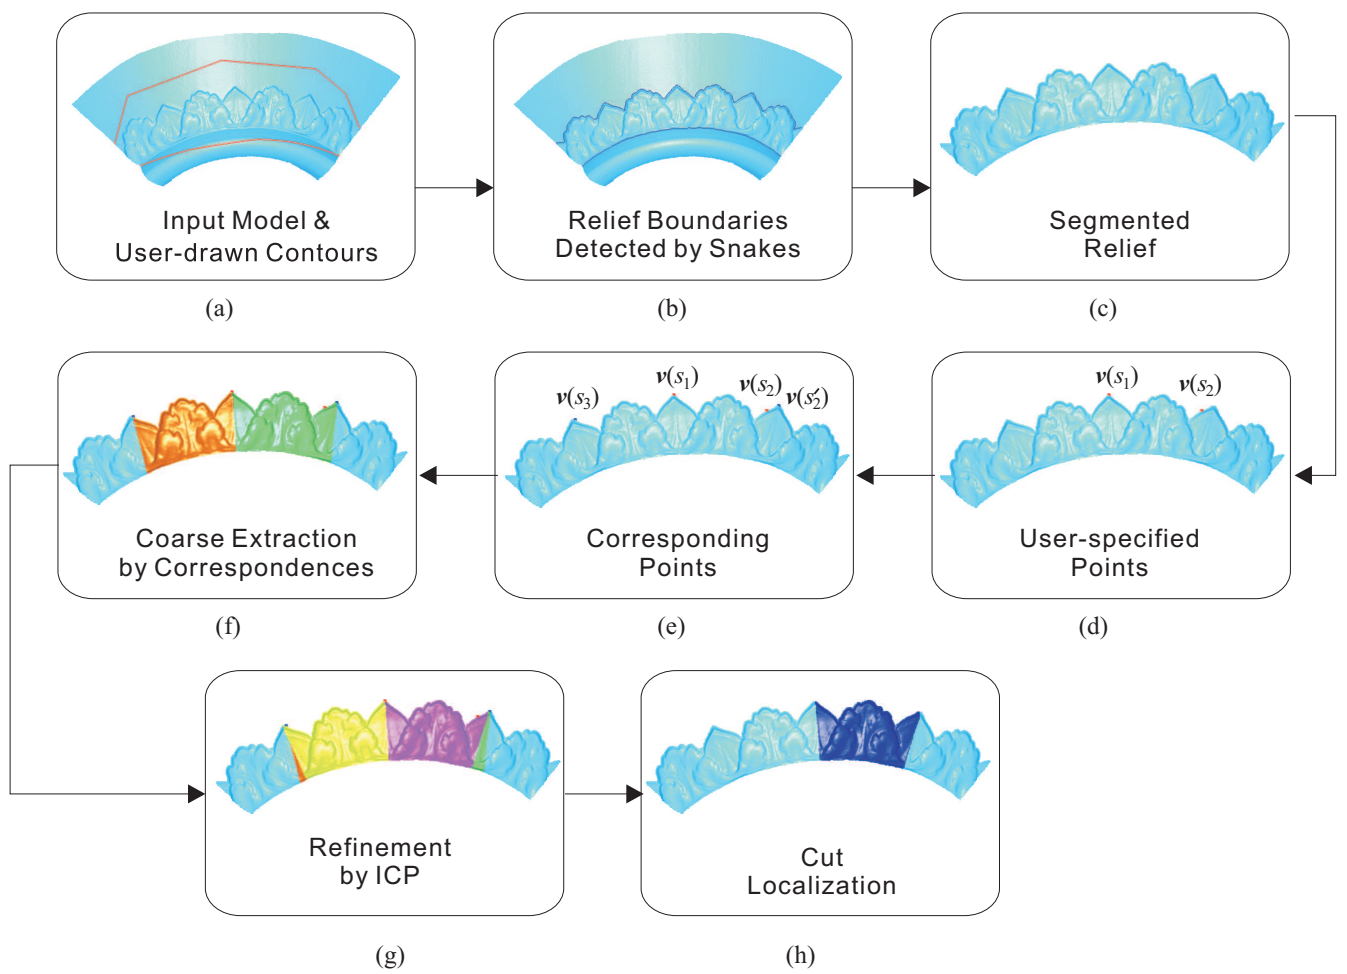 Input Model &
User-drawn Contours
(a)
Relief Boundaries
Detected by Snakes
(b)
Segmented
Relief
(c)
v(s1)
v(s2)
User-specified
Points
(d)
v(s3)
v(s1)
v(s2)
v(s2′)
Corresponding
Points
(e)
Coarse Extraction
by Correspondences
(f)
Refinement
by ICP
(g)
Cut
Localization
(h)